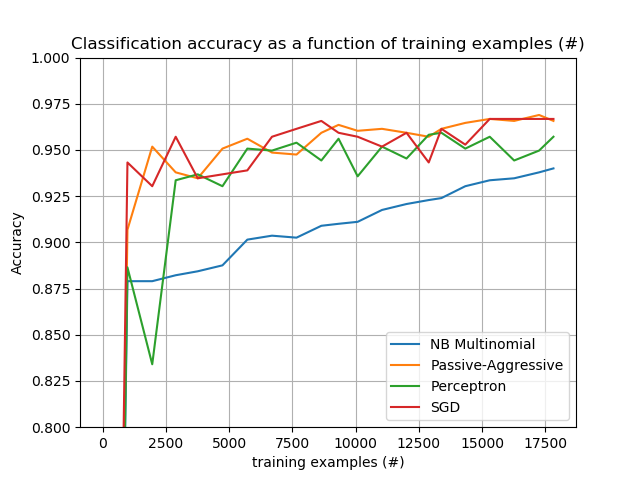 Classification accuracy as a function of training examples (#)
1.000
0.975
0.950
0.925
0.900
0.875
0.850
0.825
0.800
Accuracy
NB Multinomial
Passive-Aggressive
Perceptron
SGD
0 2500 5000 7500 10000 12500 15000 17500
training examples (#)